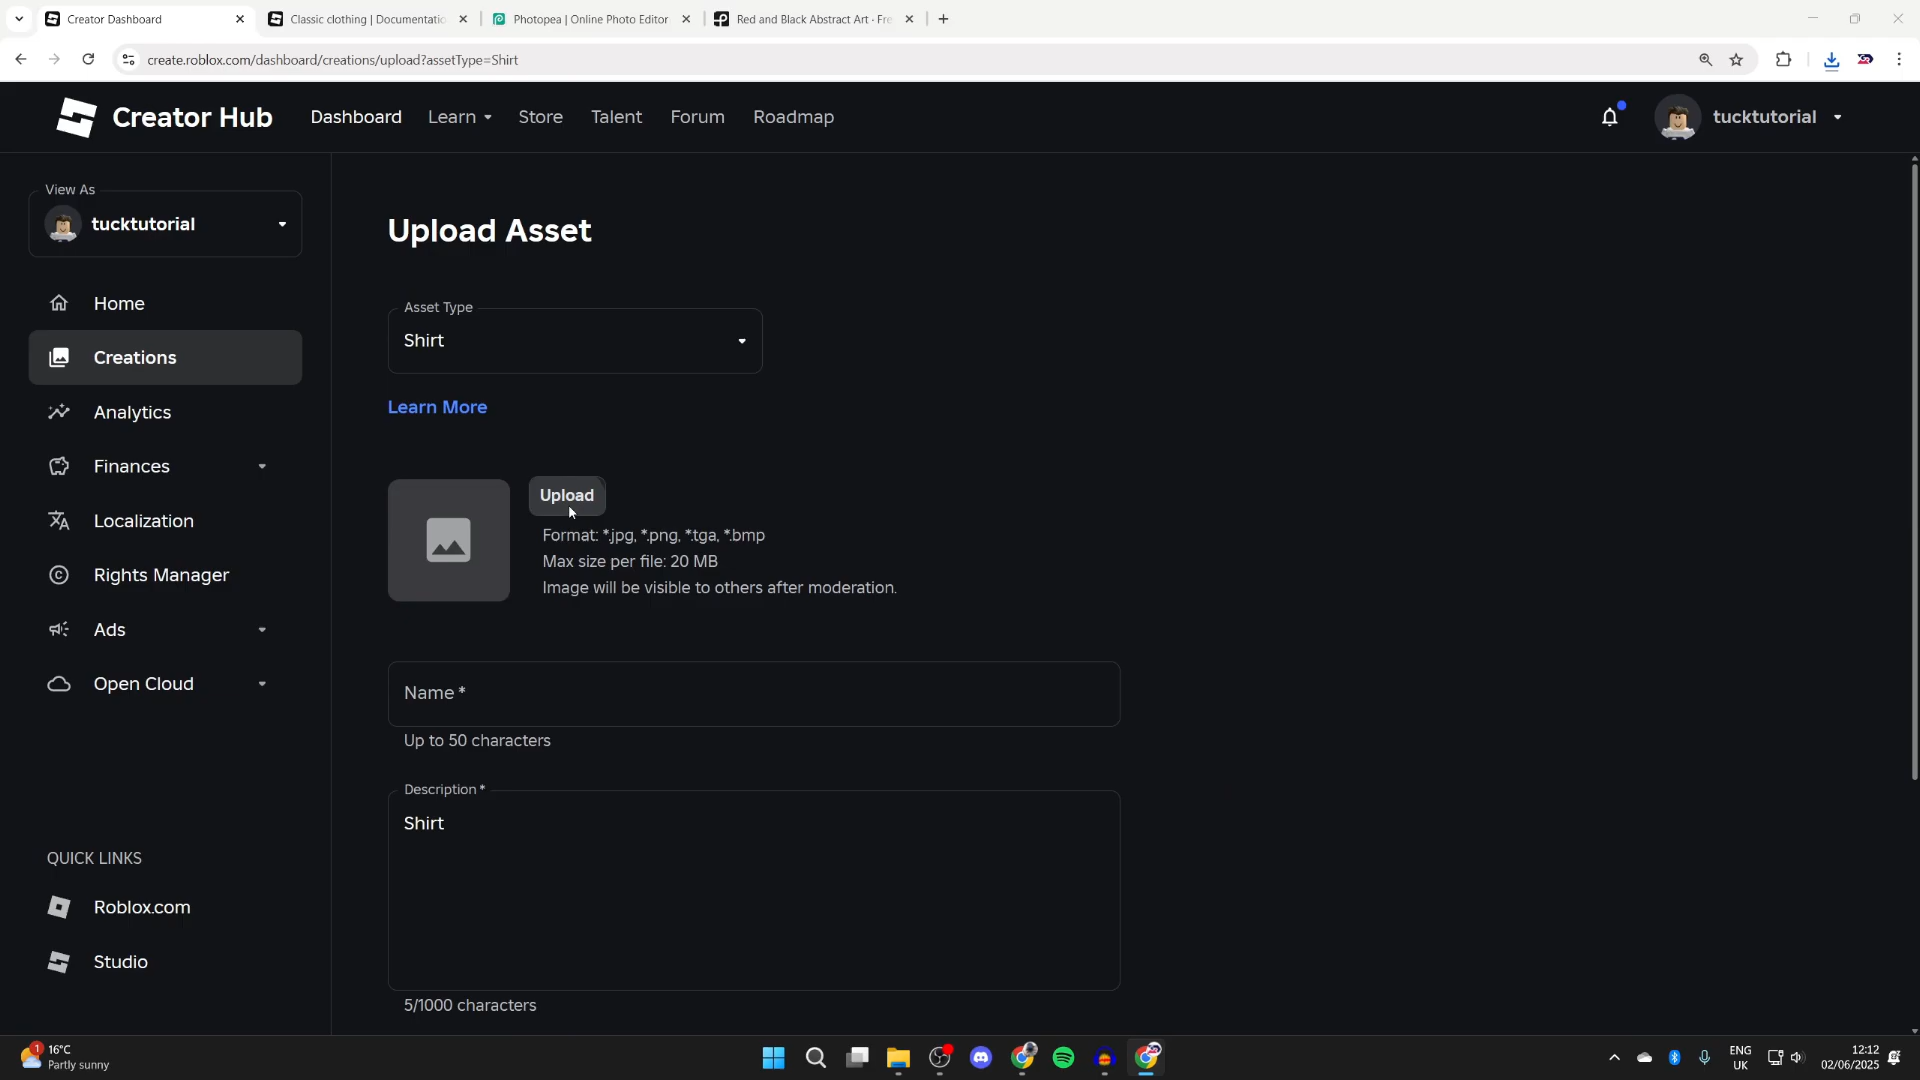 Creator Dashboard
Classic clothing | Documentatio
Photopea | Online Photo Editor
Red and Black Abstract Art · Fre
create.roblox.com/dashboard/creations/upload?assetType=Shirt
Creator Hub
Dashboard
Learn
Store
Talent
Forum
Roadmap
tucktutorial
View As
tucktutorial
Home
Creations
Analytics
Finances
Localization
Rights Manager
Ads
Open Cloud
QUICK LINKS
Roblox.com
Studio
Upload Asset
Asset Type
Shirt
Learn More
Upload
Format: *.jpg, *.png, *.tga, *.bmp
Max size per file: 20 MB
Image will be visible to others after moderation.
Name *
Up to 50 characters
Description *
Shirt
5/1000 characters
1
16°C
Partly sunny
ENG
UK
12:12
02/06/2025